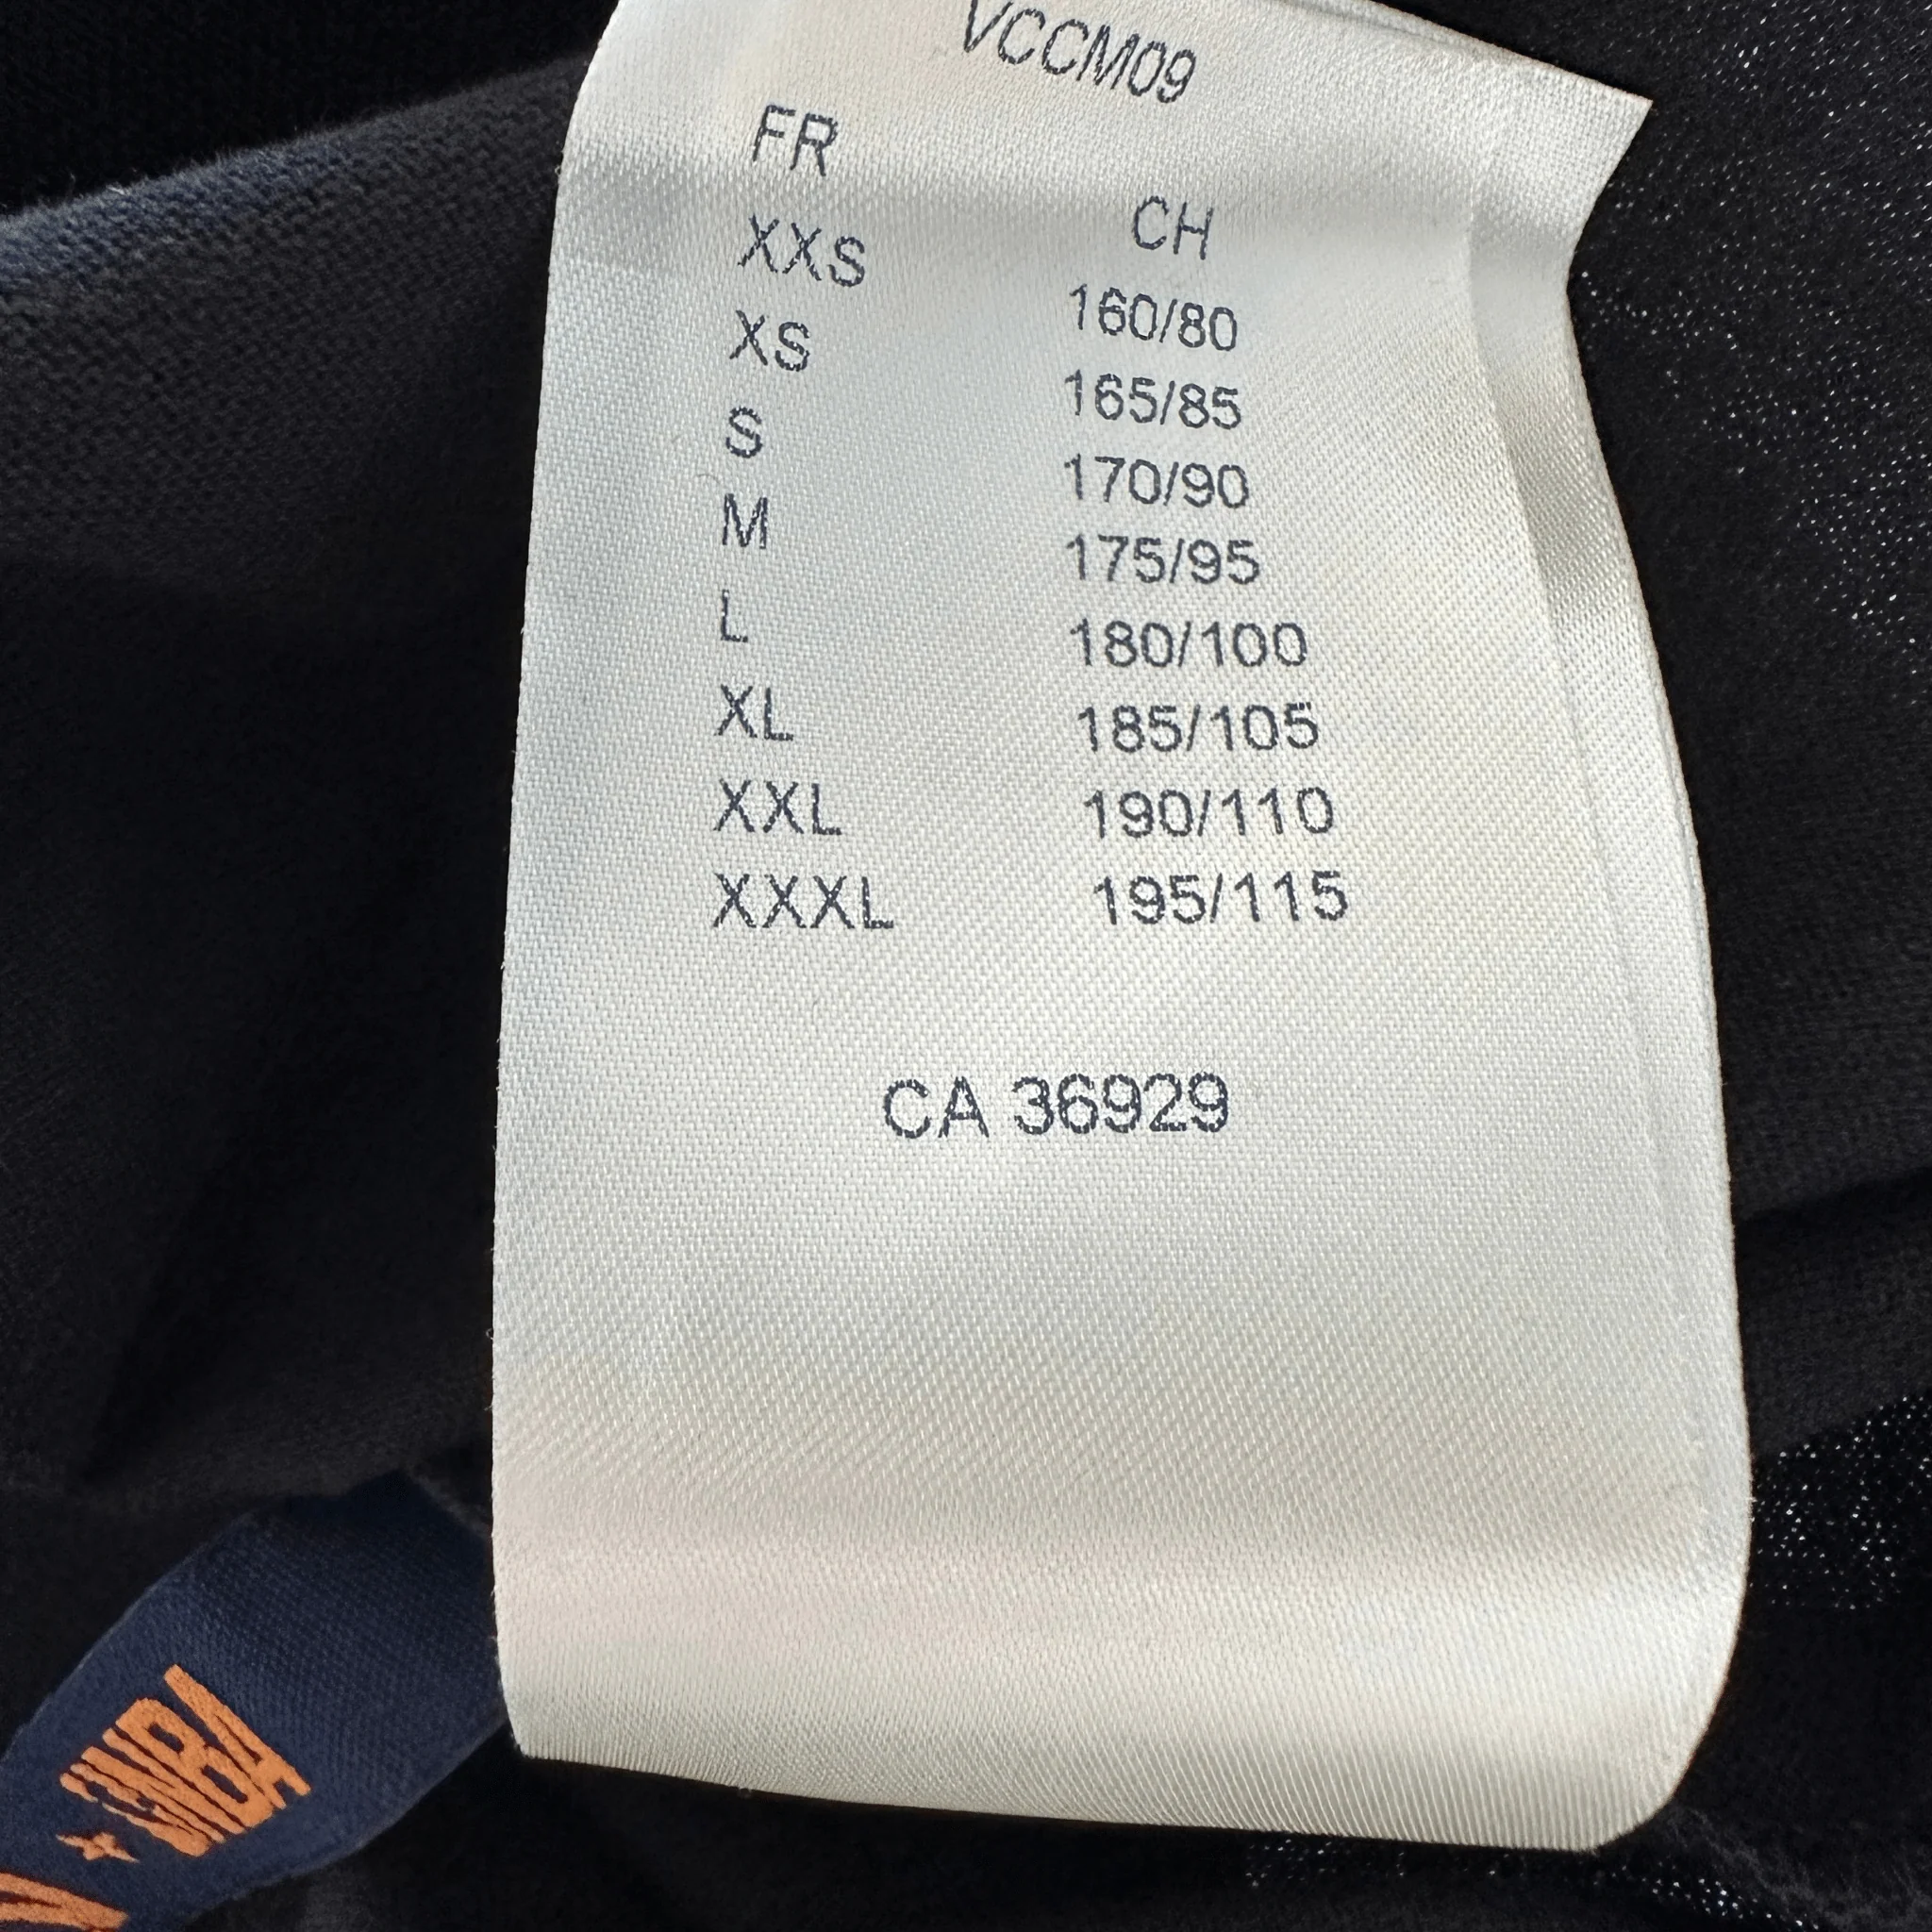 VCCM09
FR CH
XXS 160/80
XS 165/85
S 170/90
M 175/95
L 180/100
XL 185/105
XXL 190/110
XXXL 195/115
CA 36929
NBA